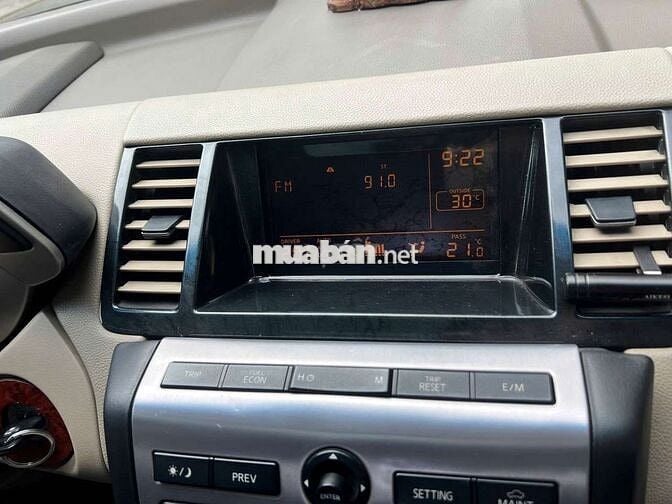 9:22
ST
FM 91.0
OUTSIDE
30°C
DRIVER PASS
21.0 °C
muaban.net
TRIP FUEL ECON H M TRIP RESET E/M
PREV ENTER SETTING MAINT